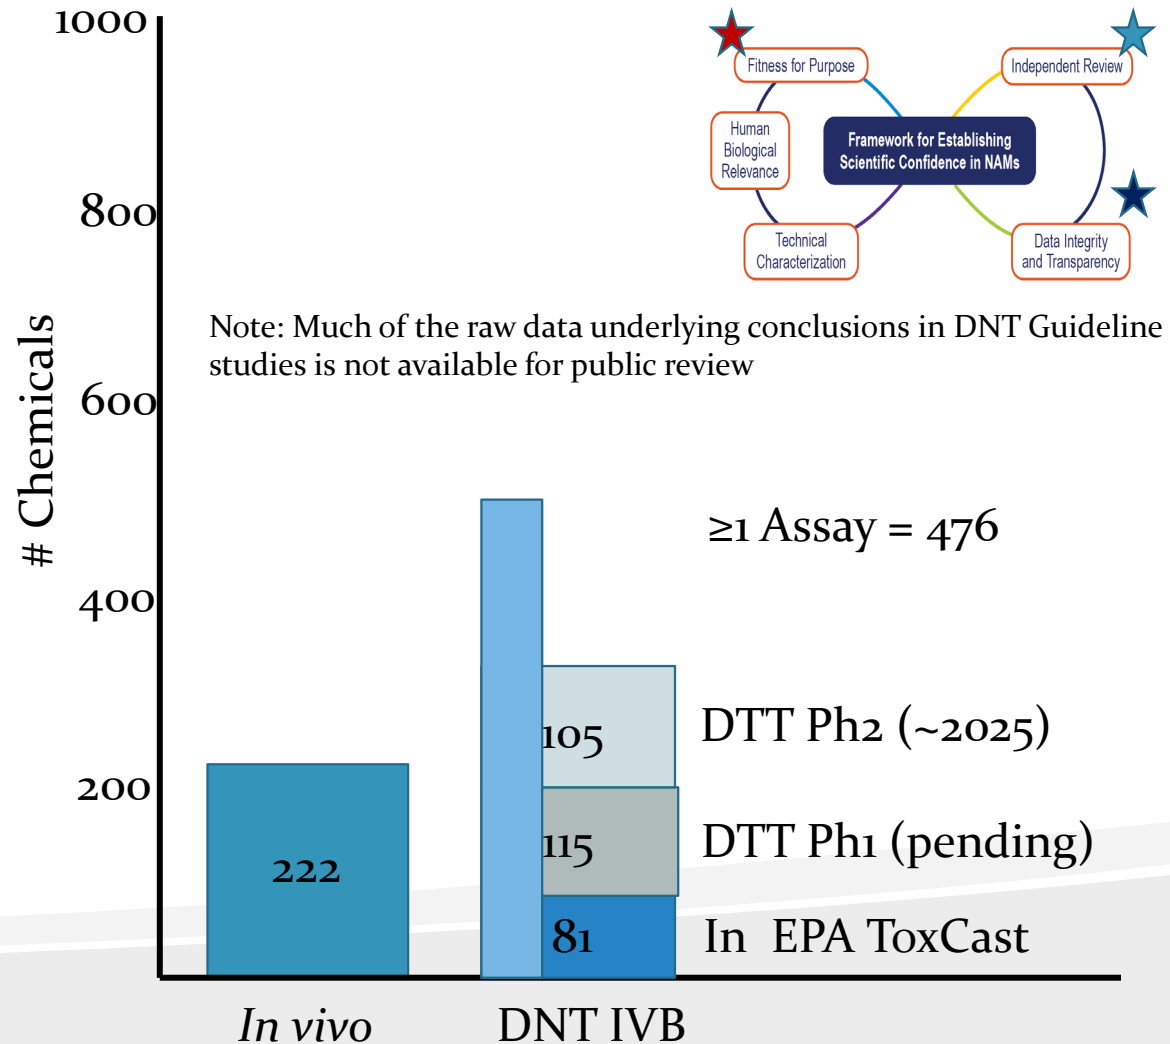 1000
800
600
400
200
# Chemicals
Fitness for Purpose
Independent Review
Human
Biological
Relevance
Framework for Establishing
Scientific Confidence in NAMs
Technical
Characterization
Data Integrity
and Transparency
Note: Much of the raw data underlying conclusions in DNT Guideline
studies is not available for public review
≥1 Assay = 476
105
DTT Ph2 (~2025)
115
DTT Ph1 (pending)
222
81
In EPA ToxCast
In vivo
DNT IVB